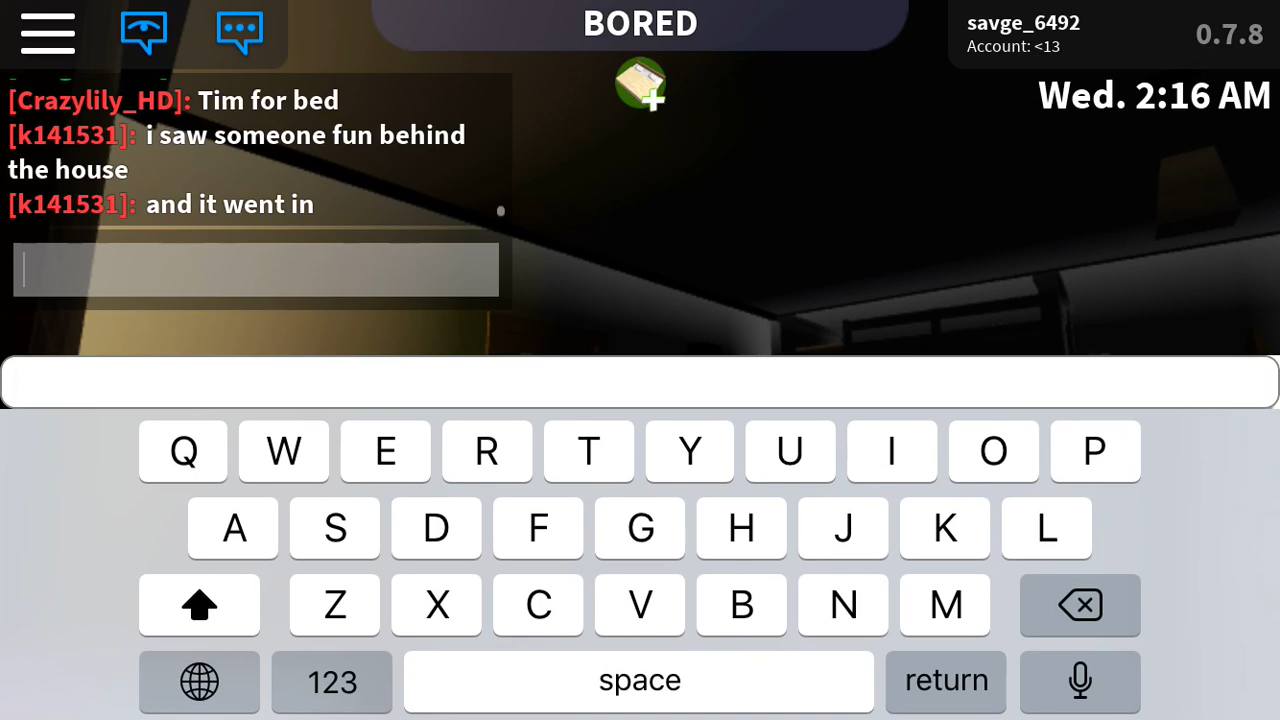 BORED
savge_6492
Account: <13
0.7.8
Wed. 2:16 AM
[Crazylily_HD]: Tim for bed
[k141531]: i saw someone fun behind
the house
[k141531]: and it went in
Q W E R T Y U I O P
A S D F G H J K L
Z X C V B N M
123 space return